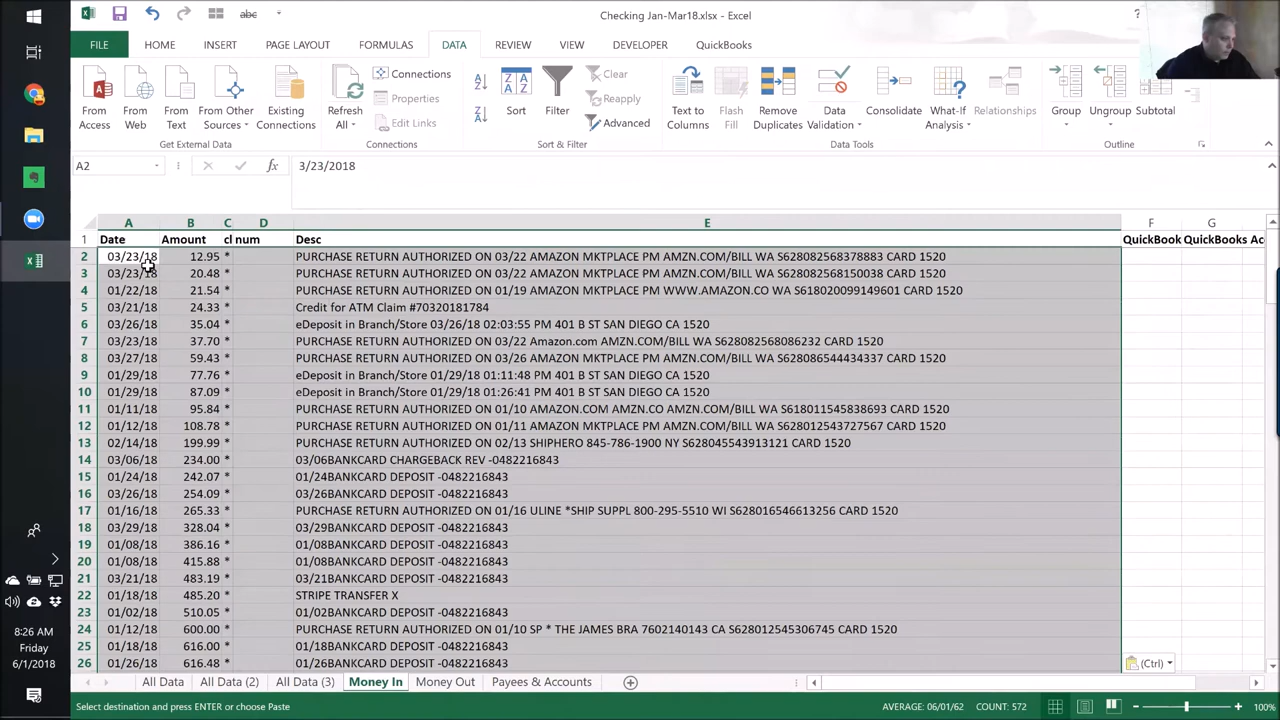 Checking Jan-Mar18.xlsx - Excel
?
abc
FILE HOME INSERT PAGE LAYOUT FORMULAS DATA REVIEW VIEW DEVELOPER QuickBooks
From Access
From Web
From Text
From Other Sources
Existing Connections
Get External Data
Refresh All
Connections
Properties
Edit Links
Connections
Sort
Filter
Clear
Reapply
Advanced
Sort & Filter
Text to Columns
Flash Fill
Remove Duplicates
Data Validation
Consolidate
What-If Analysis
Relationships
Data Tools
Group
Ungroup
Subtotal
Outline
A2 fx 3/23/2018
A B C D E F G
1 Date Amount cl num Desc QuickBook QuickBooks Ac
2 03/23/18 12.95 * PURCHASE RETURN AUTHORIZED ON 03/22 AMAZON MKTPLACE PM AMZN.COM/BILL WA S628082568378883 CARD 1520
3 03/23/18 20.48 * PURCHASE RETURN AUTHORIZED ON 03/22 AMAZON MKTPLACE PM AMZN.COM/BILL WA S628082568150038 CARD 1520
4 01/22/18 21.54 * PURCHASE RETURN AUTHORIZED ON 01/19 AMAZON MKTPLACE PM WWW.AMAZON.CO WA S618020099149601 CARD 1520
5 03/21/18 24.33 * Credit for ATM Claim #70320181784
6 03/26/18 35.04 * eDeposit in Branch/Store 03/26/18 02:03:55 PM 401 B ST SAN DIEGO CA 1520
7 03/23/18 37.70 * PURCHASE RETURN AUTHORIZED ON 03/22 Amazon.com AMZN.COM/BILL WA S628082568086232 CARD 1520
8 03/27/18 59.43 * PURCHASE RETURN AUTHORIZED ON 03/26 AMAZON MKTPLACE PM AMZN.COM/BILL WA S628086544434337 CARD 1520
9 01/29/18 77.76 * eDeposit in Branch/Store 01/29/18 01:11:48 PM 401 B ST SAN DIEGO CA 1520
10 01/29/18 87.09 * eDeposit in Branch/Store 01/29/18 01:26:41 PM 401 B ST SAN DIEGO CA 1520
11 01/11/18 95.84 * PURCHASE RETURN AUTHORIZED ON 01/10 AMAZON.COM AMZN.CO AMZN.COM/BILL WA S618011545838693 CARD 1520
12 01/12/18 108.78 * PURCHASE RETURN AUTHORIZED ON 01/11 AMAZON MKTPLACE PM AMZN.COM/BILL WA S628012543727567 CARD 1520
13 02/14/18 199.99 * PURCHASE RETURN AUTHORIZED ON 02/13 SHIPHERO 845-786-1900 NY S628045543913121 CARD 1520
14 03/06/18 234.00 * 03/06BANKCARD CHARGEBACK REV -0482216843
15 01/24/18 242.07 * 01/24BANKCARD DEPOSIT -0482216843
16 03/26/18 254.09 * 03/26BANKCARD DEPOSIT -0482216843
17 01/16/18 265.33 * PURCHASE RETURN AUTHORIZED ON 01/16 ULINE *SHIP SUPPL 800-295-5510 WI S628016546613256 CARD 1520
18 03/29/18 328.04 * 03/29BANKCARD DEPOSIT -0482216843
19 01/08/18 386.16 * 01/08BANKCARD DEPOSIT -0482216843
20 01/08/18 415.88 * 01/08BANKCARD DEPOSIT -0482216843
21 03/21/18 483.19 * 03/21BANKCARD DEPOSIT -0482216843
22 01/18/18 485.20 * STRIPE TRANSFER X
23 01/02/18 510.05 * 01/02BANKCARD DEPOSIT -0482216843
24 01/12/18 600.00 * PURCHASE RETURN AUTHORIZED ON 01/10 SP * THE JAMES BRA 7602140143 CA S628012545306745 CARD 1520
25 01/18/18 616.00 * 01/18BANKCARD DEPOSIT -0482216843
26 01/26/18 616.48 * 01/26BANKCARD DEPOSIT -0482216843
(Ctrl)
All Data All Data (2) All Data (3) Money In Money Out Payees & Accounts
Select destination and press ENTER or choose Paste AVERAGE: 06/01/62 COUNT: 572 100%
8:26 AM
Friday
6/1/2018